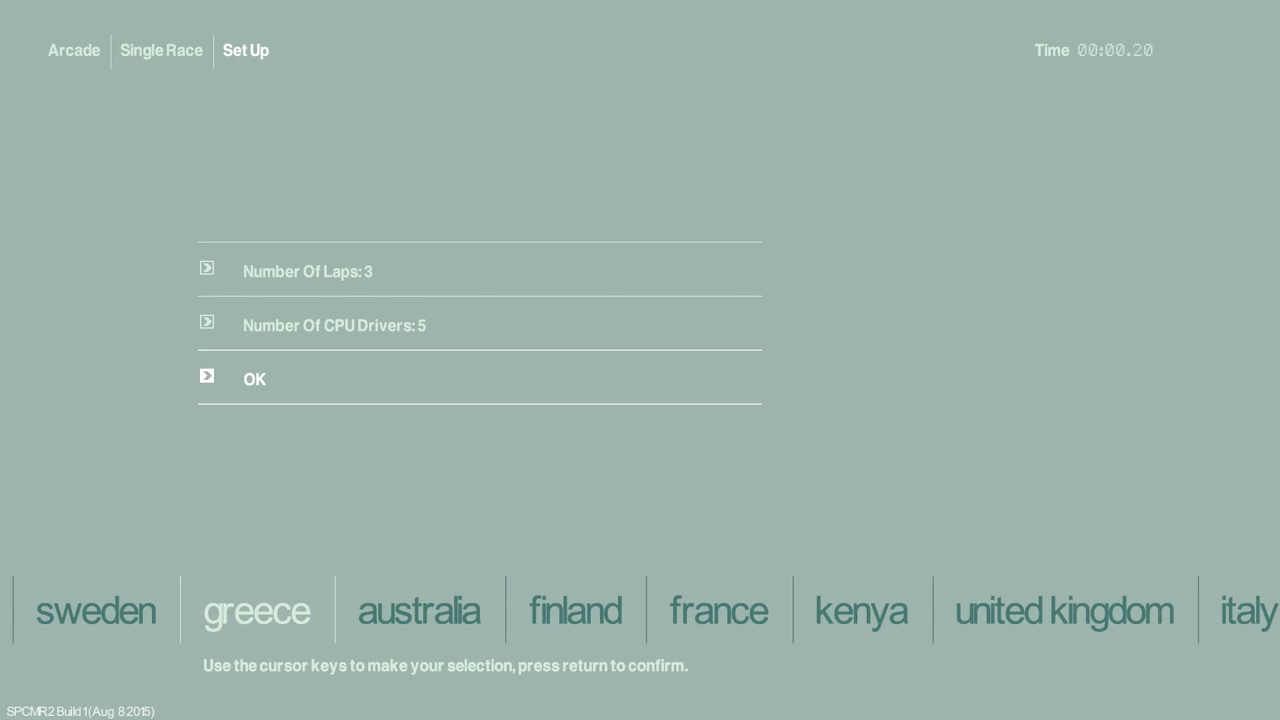 Arcade Single Race Set Up Time 00:00.20
Number Of Laps: 3
Number Of CPU Drivers: 5
OK
sweden greece australia finland france kenya united kingdom italy
Use the cursor keys to make your selection, press return to confirm.
SPCMR2 Build 1 (Aug 8 2015)